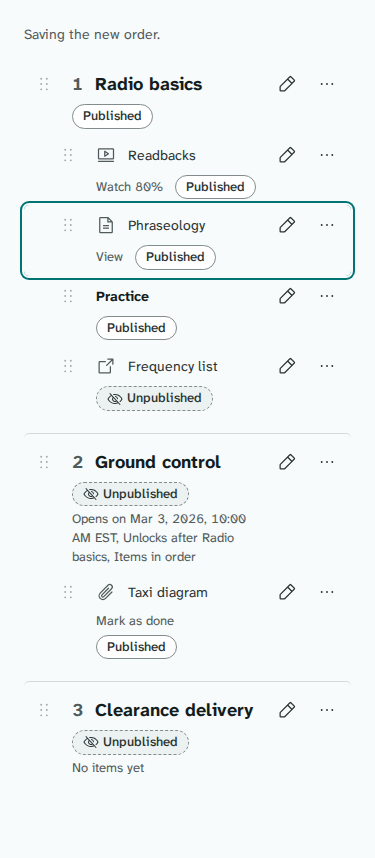 Saving the new order.
1 Radio basics
Published
Readbacks
Watch 80% Published
Phraseology
View Published
Practice
Published
Frequency list
Unpublished
2 Ground control
Unpublished
Opens on Mar 3, 2026, 10:00
AM EST, Unlocks after Radio
basics, Items in order
Taxi diagram
Mark as done
Published
3 Clearance delivery
Unpublished
No items yet